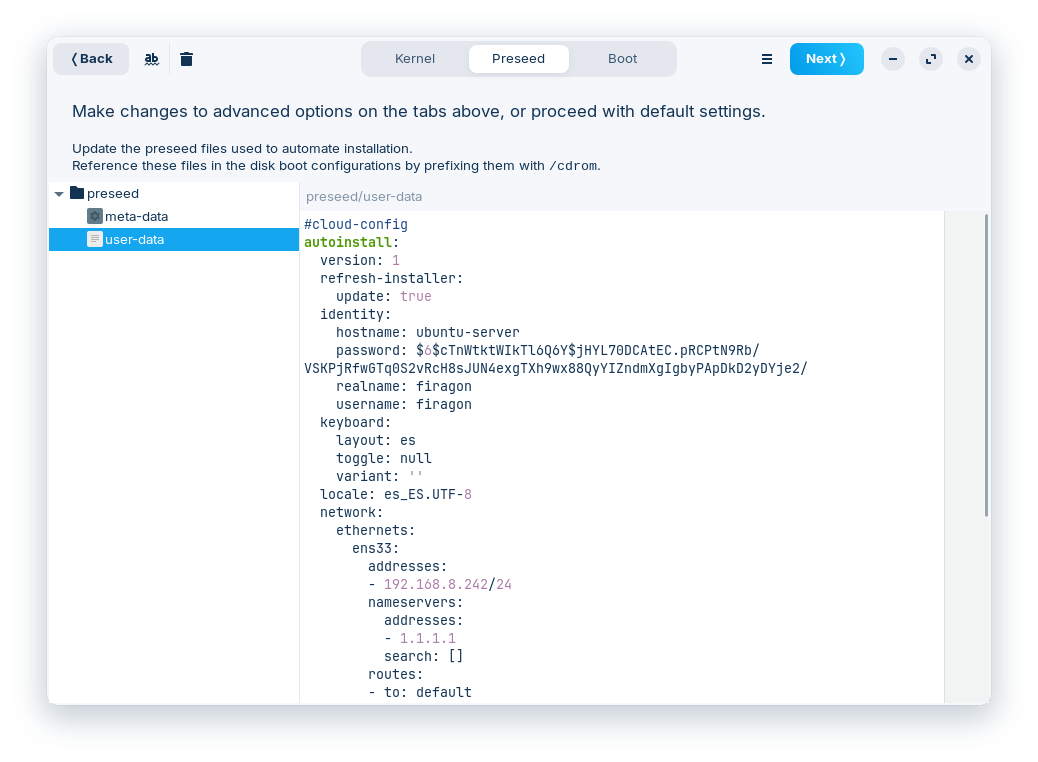 ❬Back
ab
Kernel
Preseed
Boot
Next❭
Make changes to advanced options on the tabs above, or proceed with default settings.
Update the preseed files used to automate installation.
Reference these files in the disk boot configurations by prefixing them with /cdrom.
preseed
meta-data
user-data
preseed/user-data
#cloud-config
autoinstall:
  version: 1
  refresh-installer:
    update: true
  identity:
    hostname: ubuntu-server
    password: $6$cTnWtktWIkTl6Q6Y$jHYL70DCAtEC.pRCPtN9Rb/
VSKPjRfwGTq0S2vRcH8sJUN4exgTXh9wx88QyYIZndmXgIgbyPApDkD2yDYje2/
    realname: firagon
    username: firagon
  keyboard:
    layout: es
    toggle: null
    variant: ''
  locale: es_ES.UTF-8
  network:
    ethernets:
      ens33:
        addresses:
        - 192.168.8.242/24
        nameservers:
          addresses:
          - 1.1.1.1
          search: []
        routes:
        - to: default